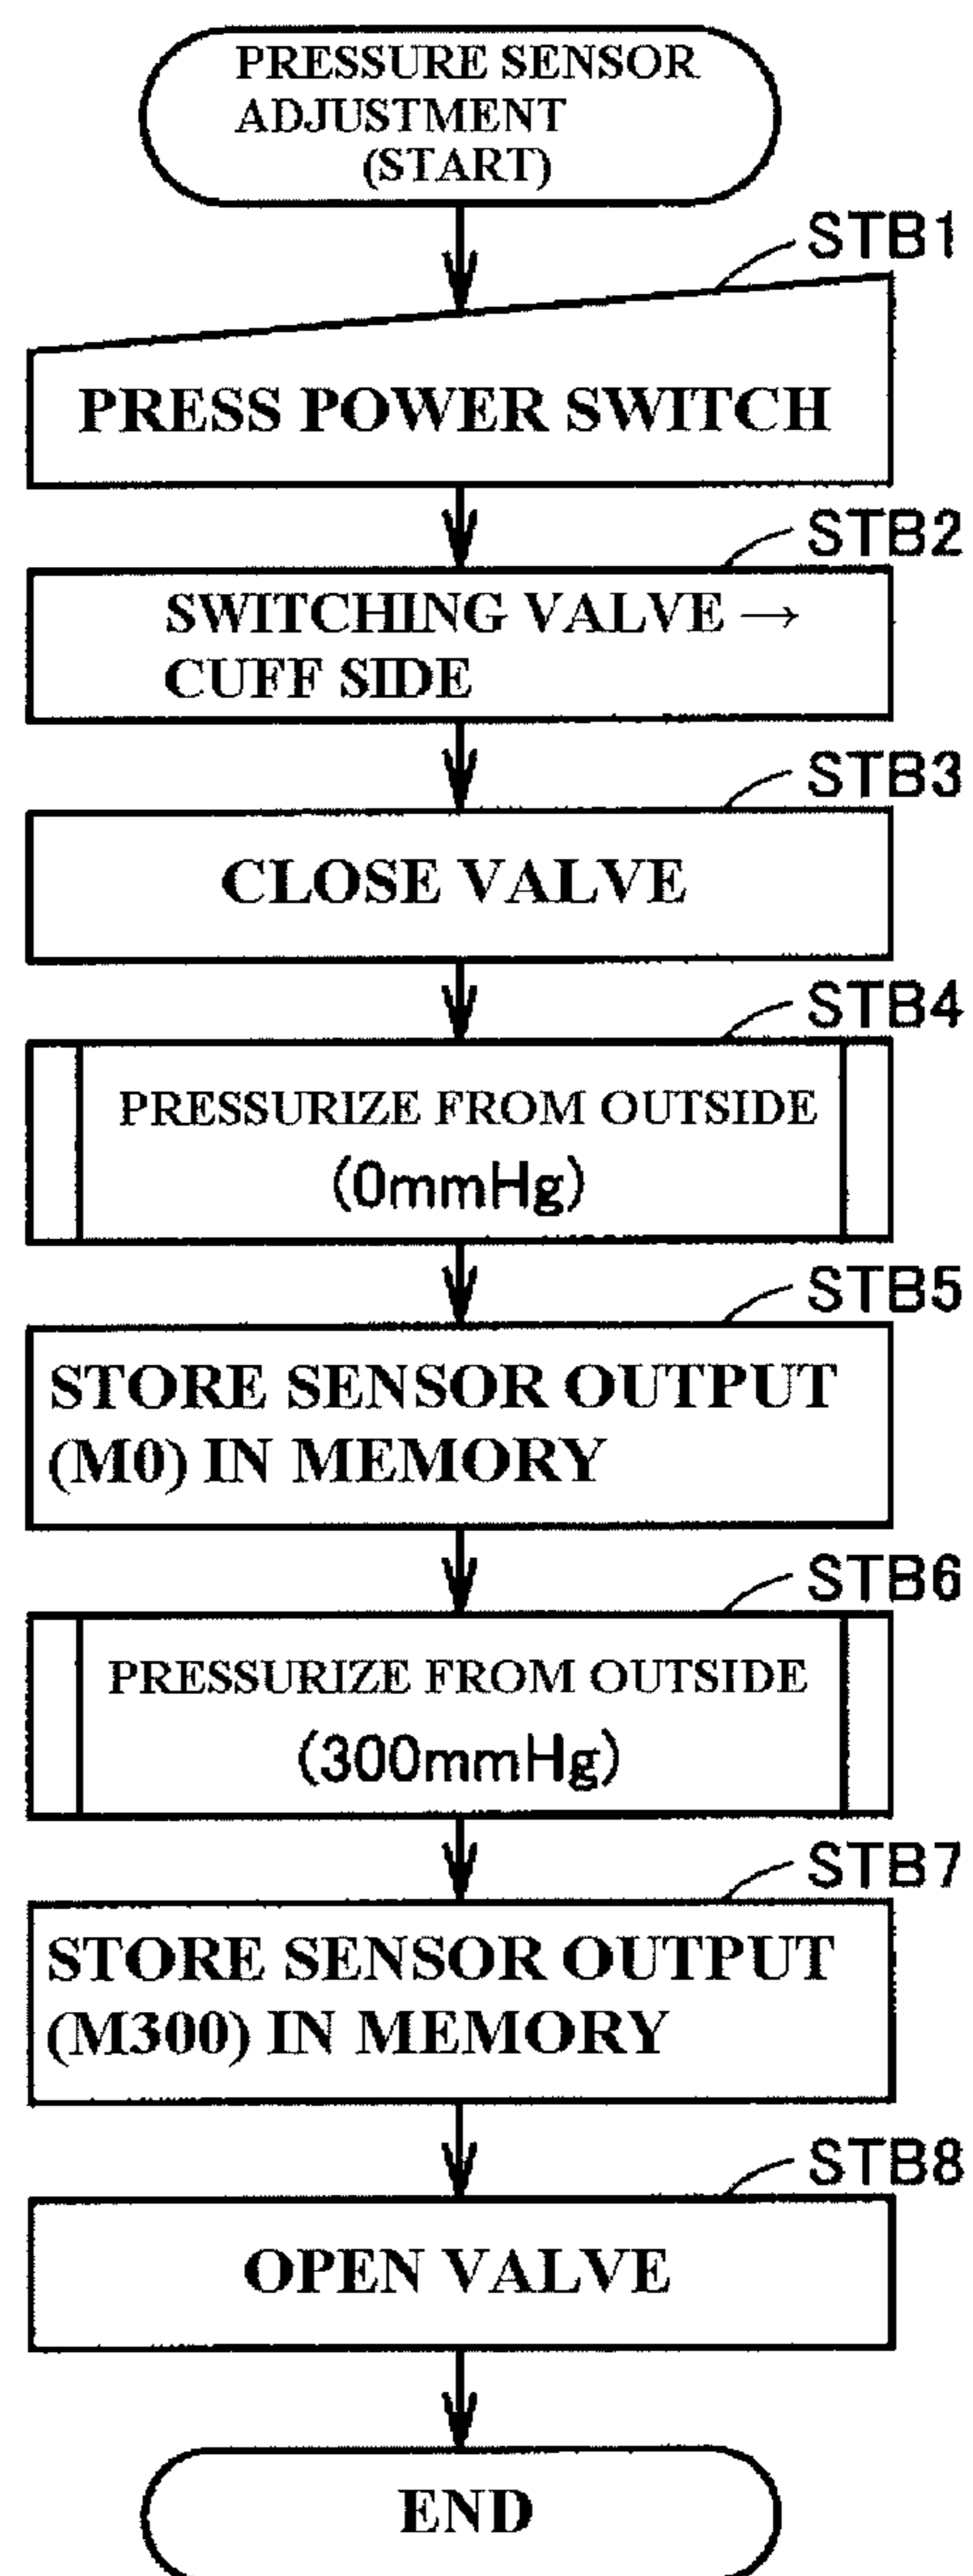 PRESSURE SENSOR
ADJUSTMENT
(START)
STB1
PRESS POWER SWITCH
STB2
SWITCHING VALVE →
CUFF SIDE
STB3
CLOSE VALVE
STB4
PRESSURIZE FROM OUTSIDE
(0mmHg)
STB5
STORE SENSOR OUTPUT
(M0) IN MEMORY
STB6
PRESSURIZE FROM OUTSIDE
(300mmHg)
STB7
STORE SENSOR OUTPUT
(M300) IN MEMORY
STB8
OPEN VALVE
END